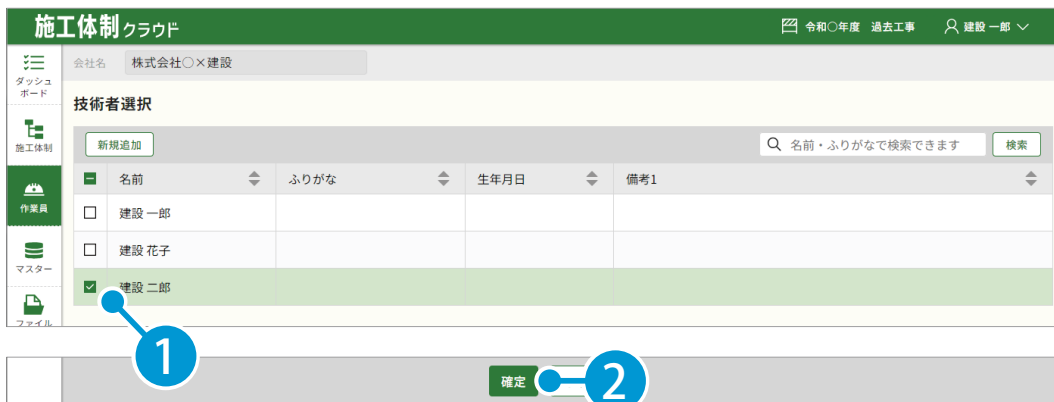 施工体制クラウド
令和○年度 過去工事 建設 一郎
会社名 株式会社○×建設
ダッシュ
ボード
技術者選択
施工体制
新規追加 名前・ふりがなで検索できます 検索
名前 ふりがな 生年月日 備考1
作業員
建設 一郎
建設 花子
マスター
建設 二郎
ファイル
1
確定
2